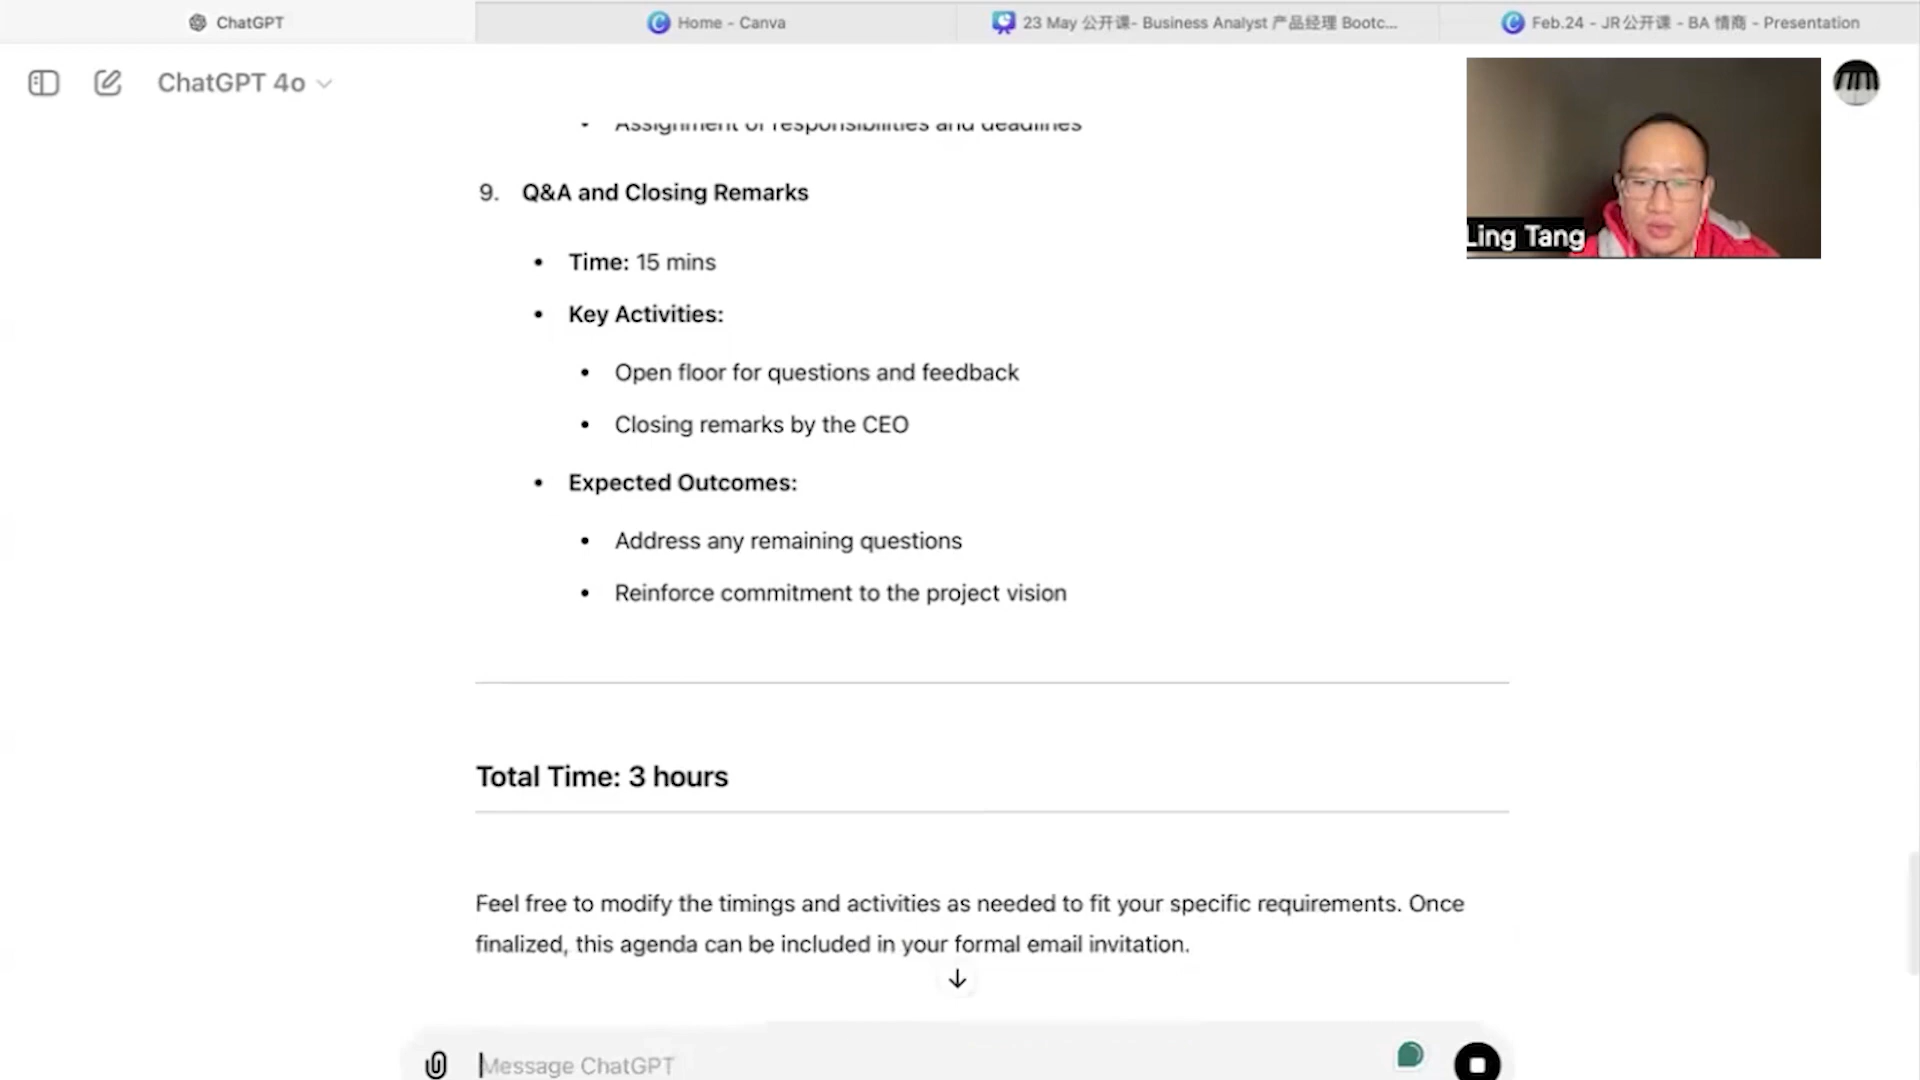 ChatGPT
Home - Canva
23 May 公开课- Business Analyst 产品经理 Bootc...
Feb.24 - JR公开课 - BA 情商 - Presentation
ChatGPT 4o
Ling Tang
• Assignment of responsibilities and deadlines
9. Q&A and Closing Remarks
• Time: 15 mins
• Key Activities:
• Open floor for questions and feedback
• Closing remarks by the CEO
• Expected Outcomes:
• Address any remaining questions
• Reinforce commitment to the project vision
Total Time: 3 hours
Feel free to modify the timings and activities as needed to fit your specific requirements. Once
finalized, this agenda can be included in your formal email invitation.
Message ChatGPT